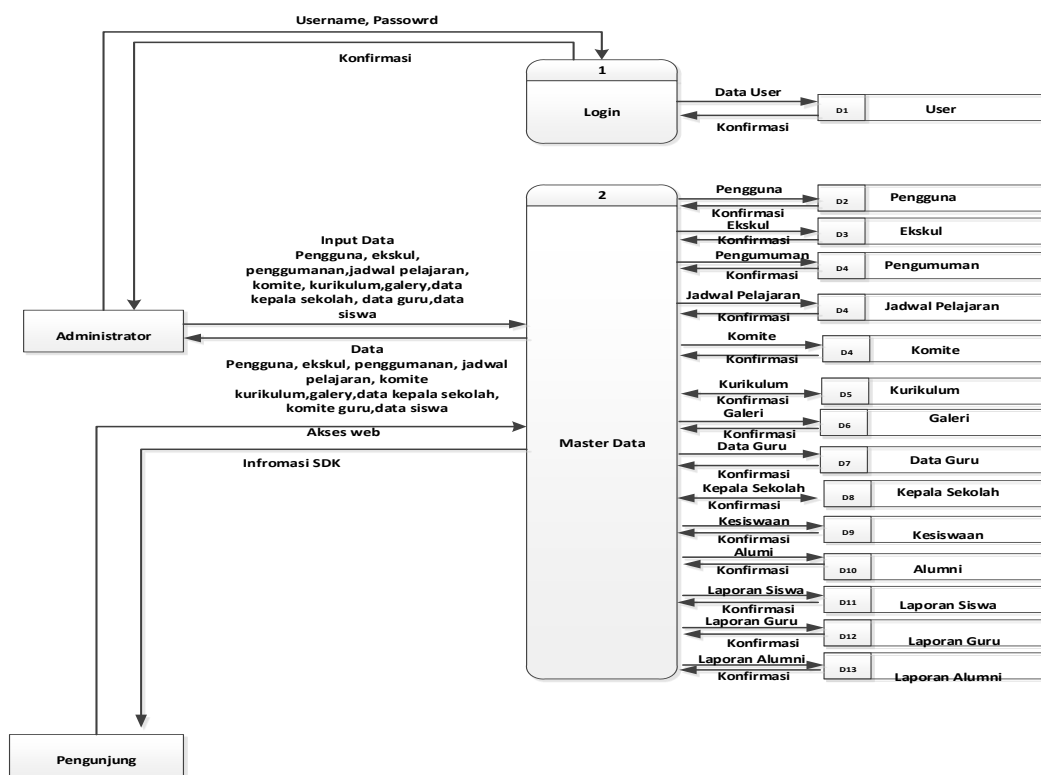 Username, Passowrd
Konfirmasi
1
Login
Data User
Konfirmasi
D1
User
2
Master Data
Pengguna
Konfirmasi
D2
Pengguna
Ekskul
Konfirmasi
D3
Ekskul
Pengumuman
Konfirmasi
D4
Pengumuman
Jadwal Pelajaran
Konfirmasi
D4
Jadwal Pelajaran
Komite
Konfirmasi
D4
Komite
Kurikulum
Konfirmasi
D5
Kurikulum
Galeri
Konfirmasi
D6
Galeri
Data Guru
Konfirmasi
D7
Data Guru
Kepala Sekolah
Konfirmasi
D8
Kepala Sekolah
Kesiswaan
Konfirmasi
D9
Kesiswaan
Alumi
Konfirmasi
D10
Alumni
Laporan Siswa
Konfirmasi
D11
Laporan Siswa
Laporan Guru
Konfirmasi
D12
Laporan Guru
Laporan Alumni
Konfirmasi
D13
Laporan Alumni
Input Data
Pengguna, ekskul,
penggumanan,jadwal pelajaran,
komite, kurikulum,galery,data
kepala sekolah, data guru,data
siswa
Administrator
Data
Pengguna, ekskul, penggumanan, jadwal
pelajaran, komite
kurikulum,galery,data kepala sekolah,
komite guru,data siswa
Akses web
Infromasi SDK
Pengunjung